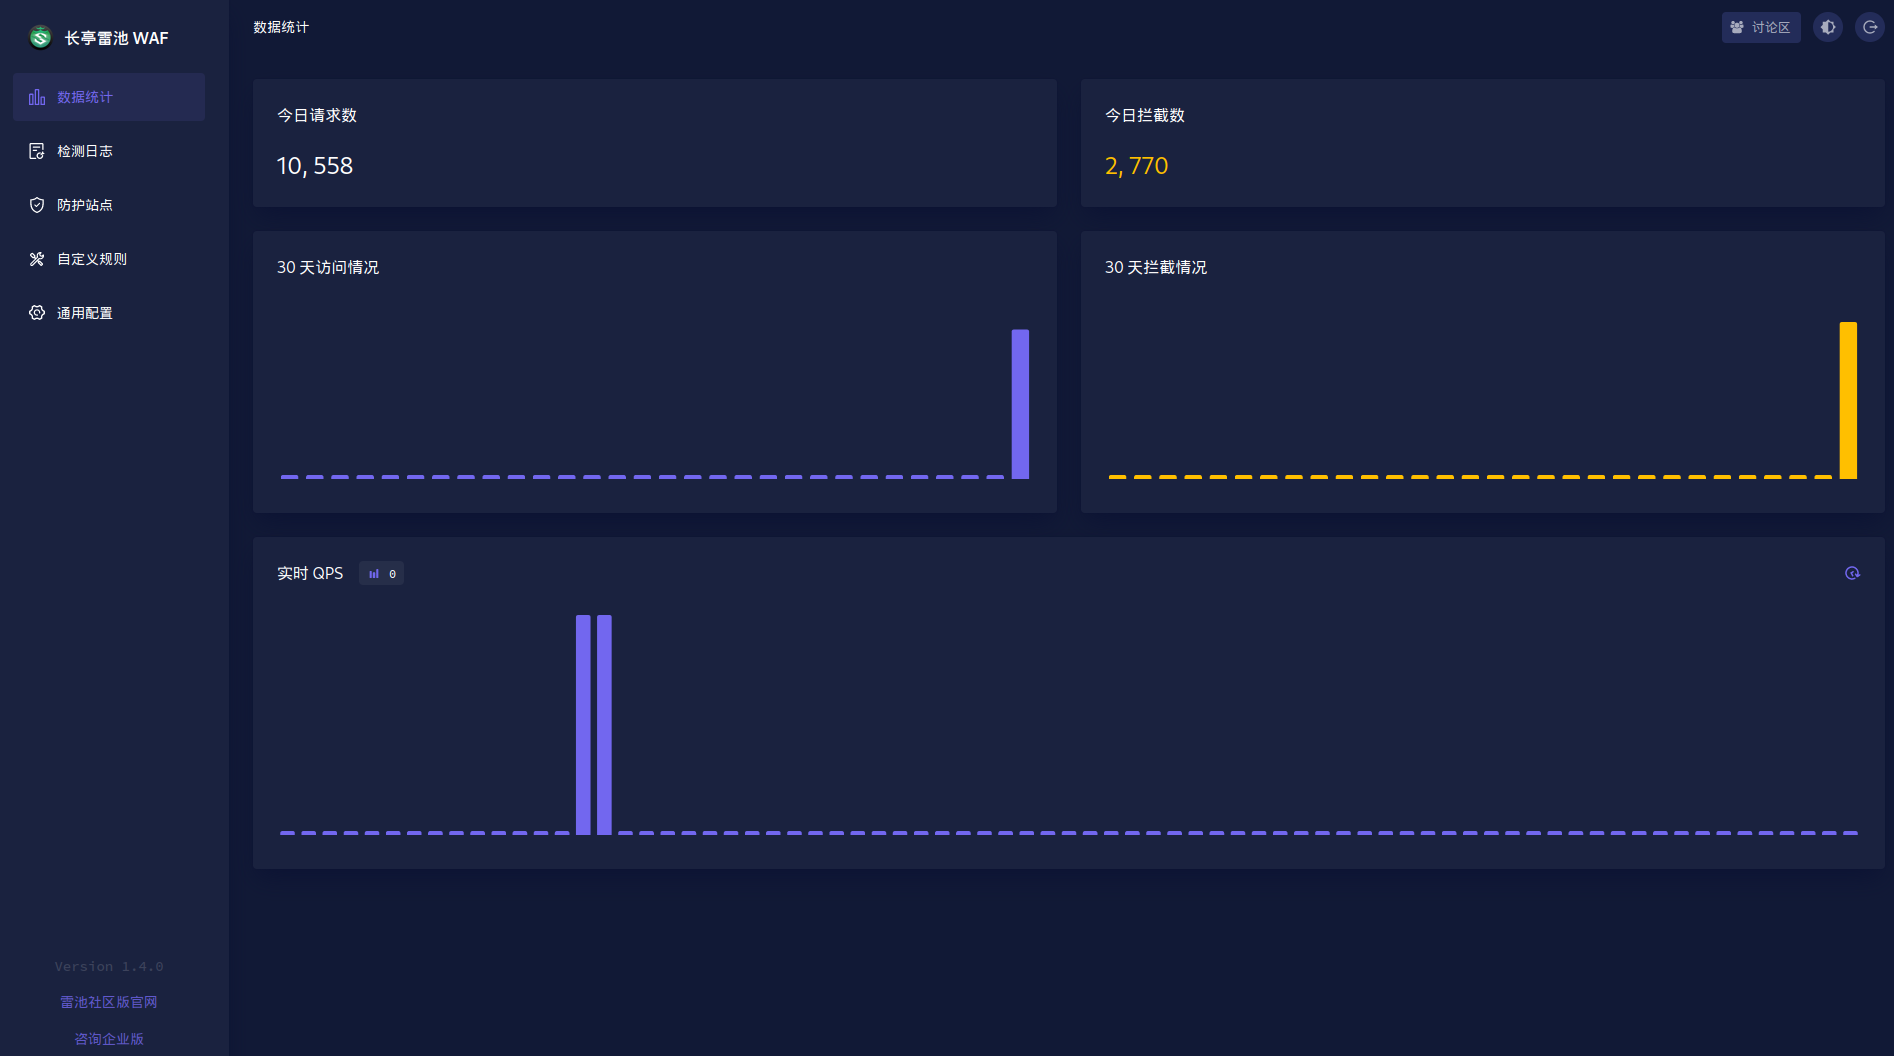 长亭雷池 WAF
数据统计
检测日志
防护站点
自定义规则
通用配置
Version 1.4.0
雷池社区版官网
咨询企业版
数据统计
讨论区
今日请求数
10, 558
今日拦截数
2, 770
30 天访问情况
30 天拦截情况
实时 QPS
0